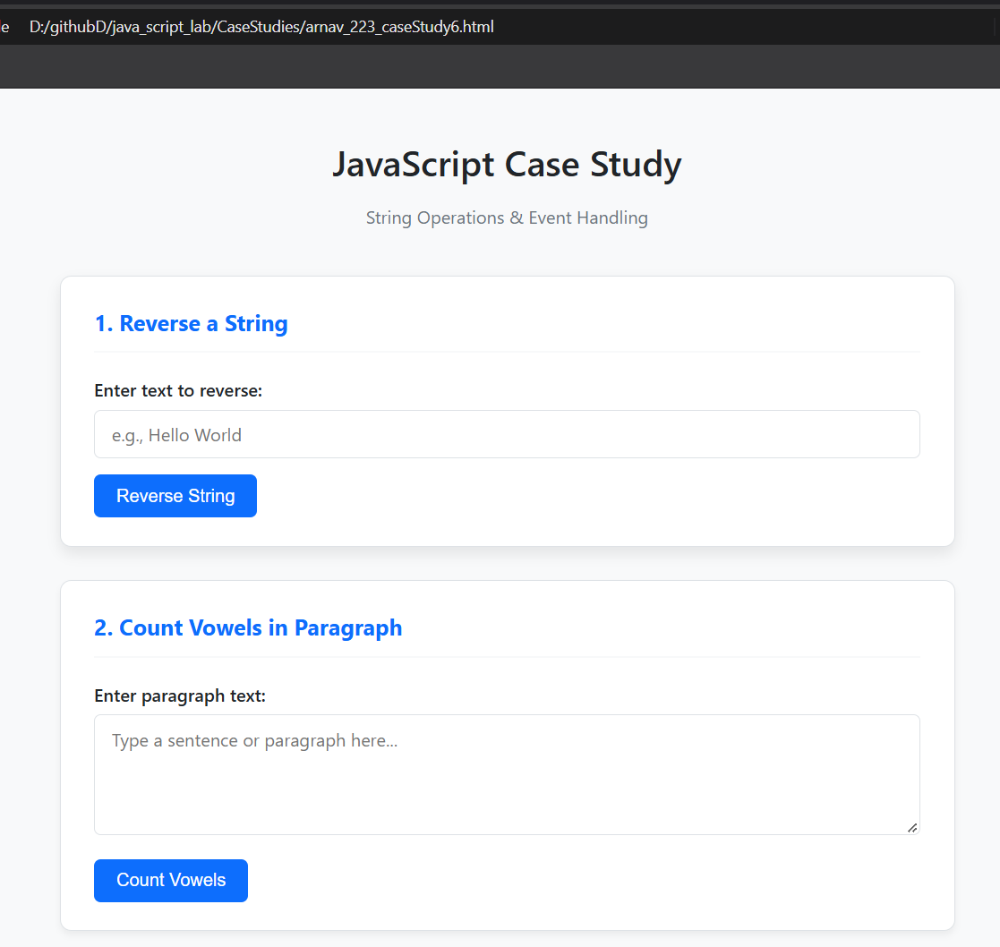 e D:/githubD/java_script_lab/CaseStudies/arnav_223_caseStudy6.html
JavaScript Case Study
String Operations & Event Handling
1. Reverse a String
Enter text to reverse:
e.g., Hello World
Reverse String
2. Count Vowels in Paragraph
Enter paragraph text:
Type a sentence or paragraph here...
Count Vowels